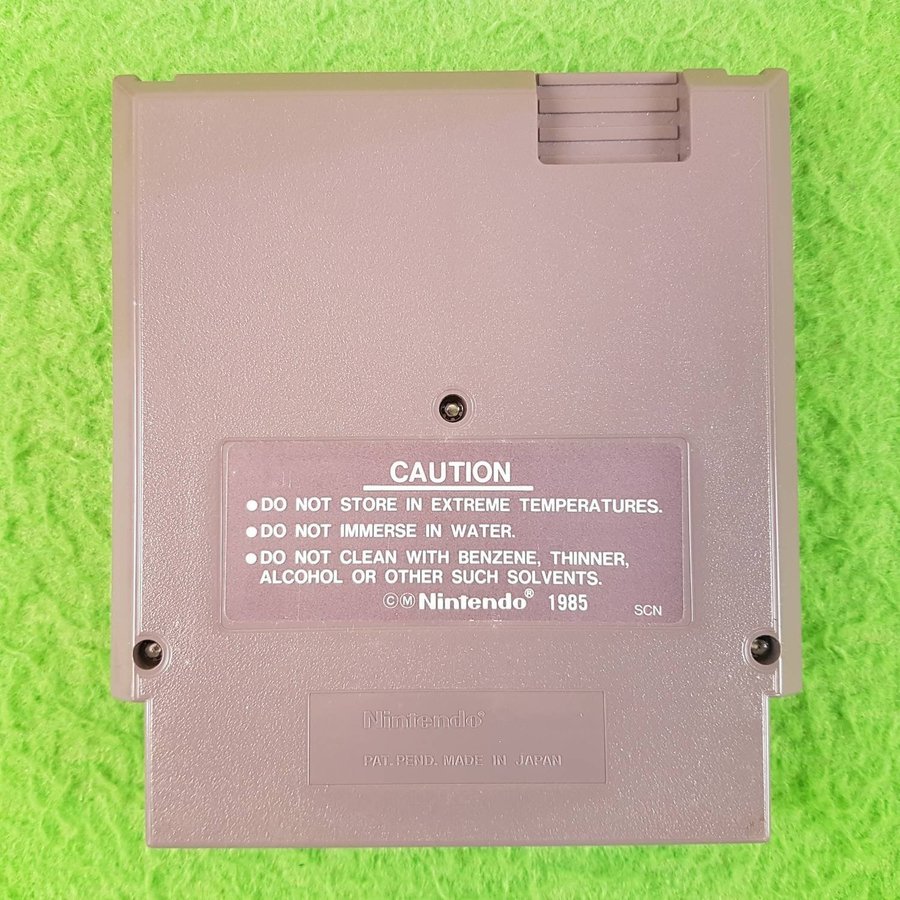 CAUTION
●DO NOT STORE IN EXTREME TEMPERATURES.
●DO NOT IMMERSE IN WATER.
●DO NOT CLEAN WITH BENZENE, THINNER,
ALCOHOL OR OTHER SUCH SOLVENTS.
ⒸⓂNintendo® 1985 SCN
Nintendo®
PAT. PEND. MADE IN JAPAN